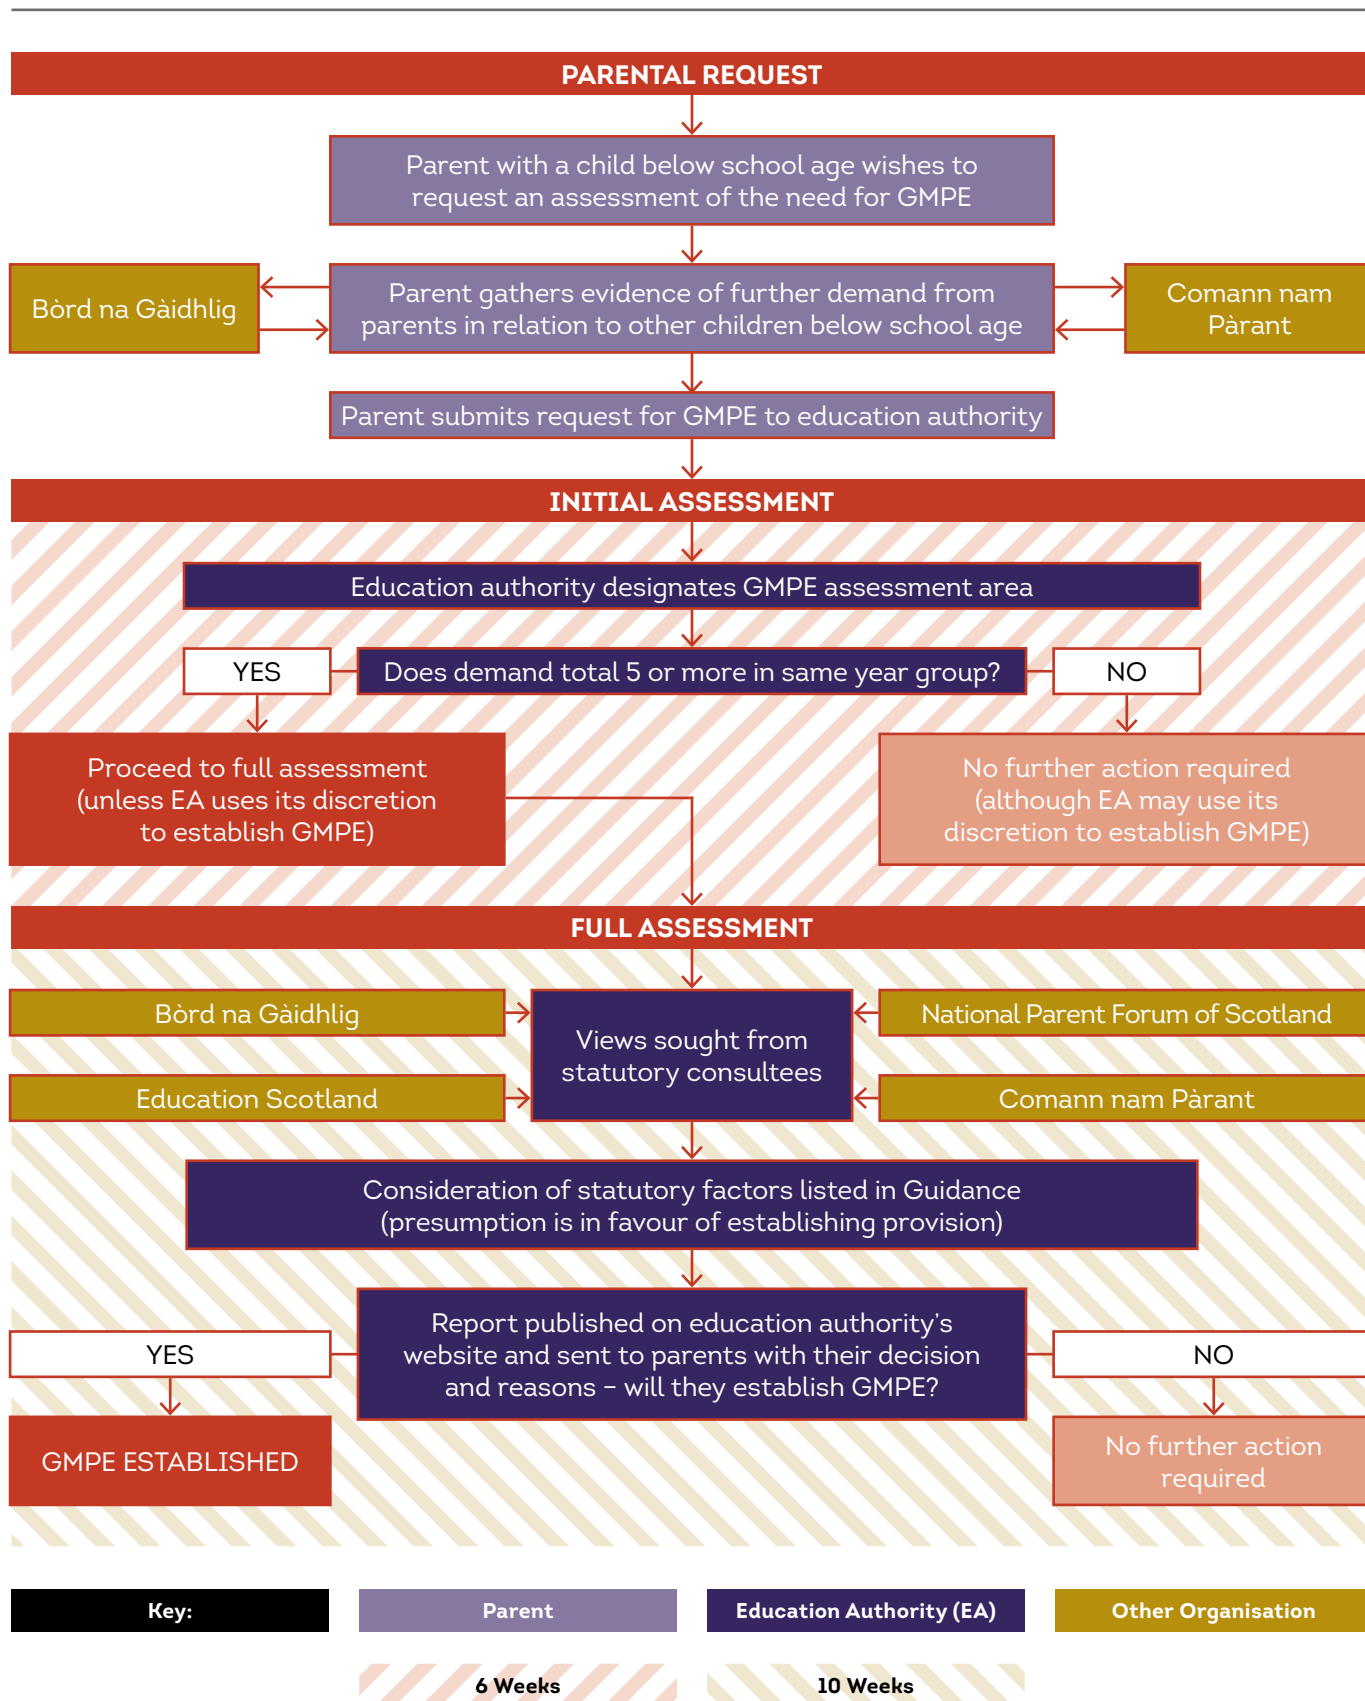 PARENTAL REQUEST
Parent with a child below school age wishes to
request an assessment of the need for GMPE
Bòrd na Gàidhlig
Parent gathers evidence of further demand from
parents in relation to other children below school age
Comann nam
Pàrant
Parent submits request for GMPE to education authority
INITIAL ASSESSMENT
Education authority designates GMPE assessment area
YES
Does demand total 5 or more in same year group?
NO
Proceed to full assessment
(unless EA uses its discretion
to establish GMPE)
No further action required
(although EA may use its
discretion to establish GMPE)
FULL ASSESSMENT
Bòrd na Gàidhlig
Education Scotland
Views sought from
statutory consultees
National Parent Forum of Scotland
Comann nam Pàrant
Consideration of statutory factors listed in Guidance
(presumption is in favour of establishing provision)
Report published on education authority's
website and sent to parents with their decision
and reasons – will they establish GMPE?
YES
NO
GMPE ESTABLISHED
No further action
required
Key:
Parent
Education Authority (EA)
Other Organisation
6 Weeks
10 Weeks